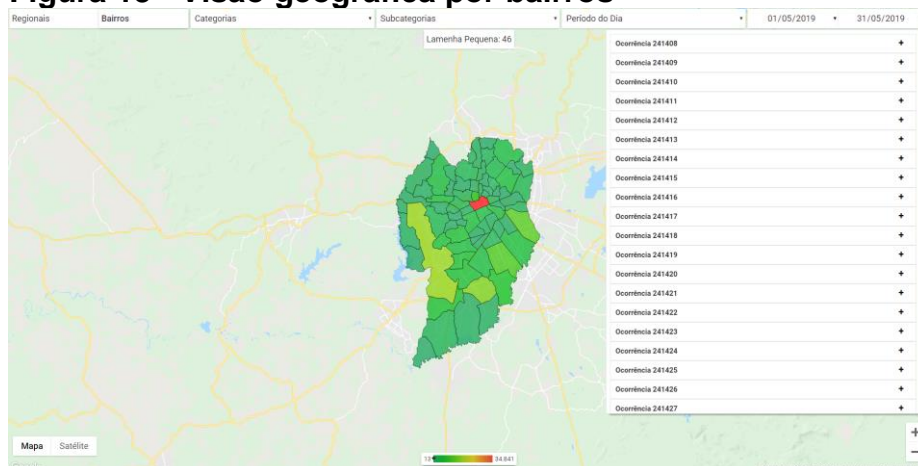 Figura 10 - Visão geográfica por bairros
Regionais Bairros Categorias Subcategorias Período do Dia 01/05/2019 31/05/2019
Lamenha Pequena: 46
Ocorrência 241408 +
Ocorrência 241409 +
Ocorrência 241410 +
Ocorrência 241411 +
Ocorrência 241412 +
Ocorrência 241413 +
Ocorrência 241414 +
Ocorrência 241415 +
Ocorrência 241416 +
Ocorrência 241417 +
Ocorrência 241418 +
Ocorrência 241419 +
Ocorrência 241420 +
Ocorrência 241421 +
Ocorrência 241422 +
Ocorrência 241423 +
Ocorrência 241424 +
Ocorrência 241425 +
Ocorrência 241426 +
Ocorrência 241427 +
+
Mapa Satélite
−
34.841